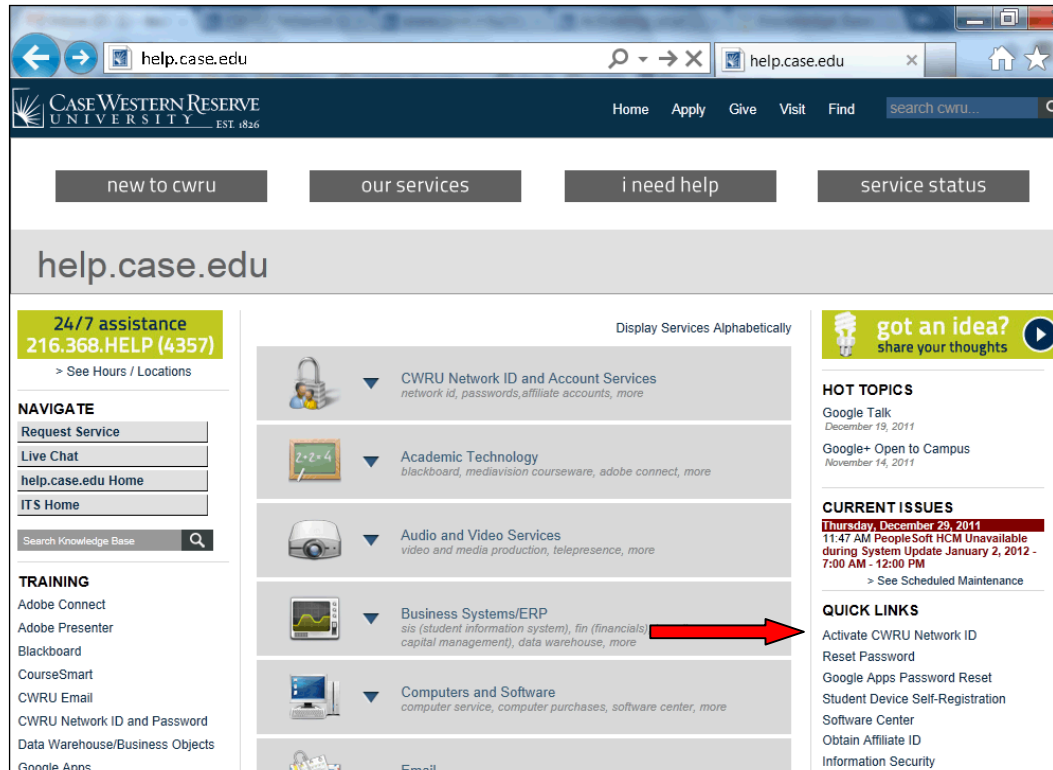 help.case.edu
help.case.edu
CASE WESTERN RESERVE
UNIVERSITY EST. 1826
Home Apply Give Visit Find search cwru...
new to cwru our services i need help service status
help.case.edu
24/7 assistance
216.368.HELP (4357)
> See Hours / Locations
NAVIGATE
Request Service
Live Chat
help.case.edu Home
ITS Home
Search Knowledge Base
TRAINING
Adobe Connect
Adobe Presenter
Blackboard
CourseSmart
CWRU Email
CWRU Network ID and Password
Data Warehouse/Business Objects
Google Apps
Display Services Alphabetically
CWRU Network ID and Account Services
network id, passwords,affiliate accounts, more
2+2=4
Academic Technology
blackboard, mediavision courseware, adobe connect, more
Audio and Video Services
video and media production, telepresence, more
Business Systems/ERP
sis (student information system), fin (financials)
capital management), data warehouse, more
Computers and Software
computer service, computer purchases, software center, more
Email
got an idea?
share your thoughts
HOT TOPICS
Google Talk
December 19, 2011
Google+ Open to Campus
November 14, 2011
CURRENT ISSUES
Thursday, December 29, 2011
11:47 AM PeopleSoft HCM Unavailable
during System Update January 2, 2012 -
7:00 AM - 12:00 PM
> See Scheduled Maintenance
QUICK LINKS
Activate CWRU Network ID
Reset Password
Google Apps Password Reset
Student Device Self-Registration
Software Center
Obtain Affiliate ID
Information Security